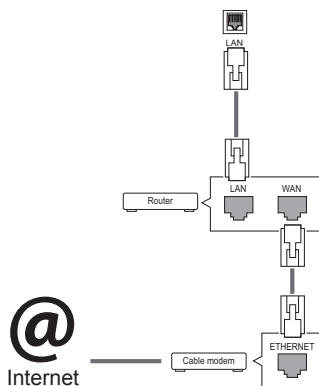 LAN
LAN WAN
Router
ETHERNET
@
Internet
Cable modem